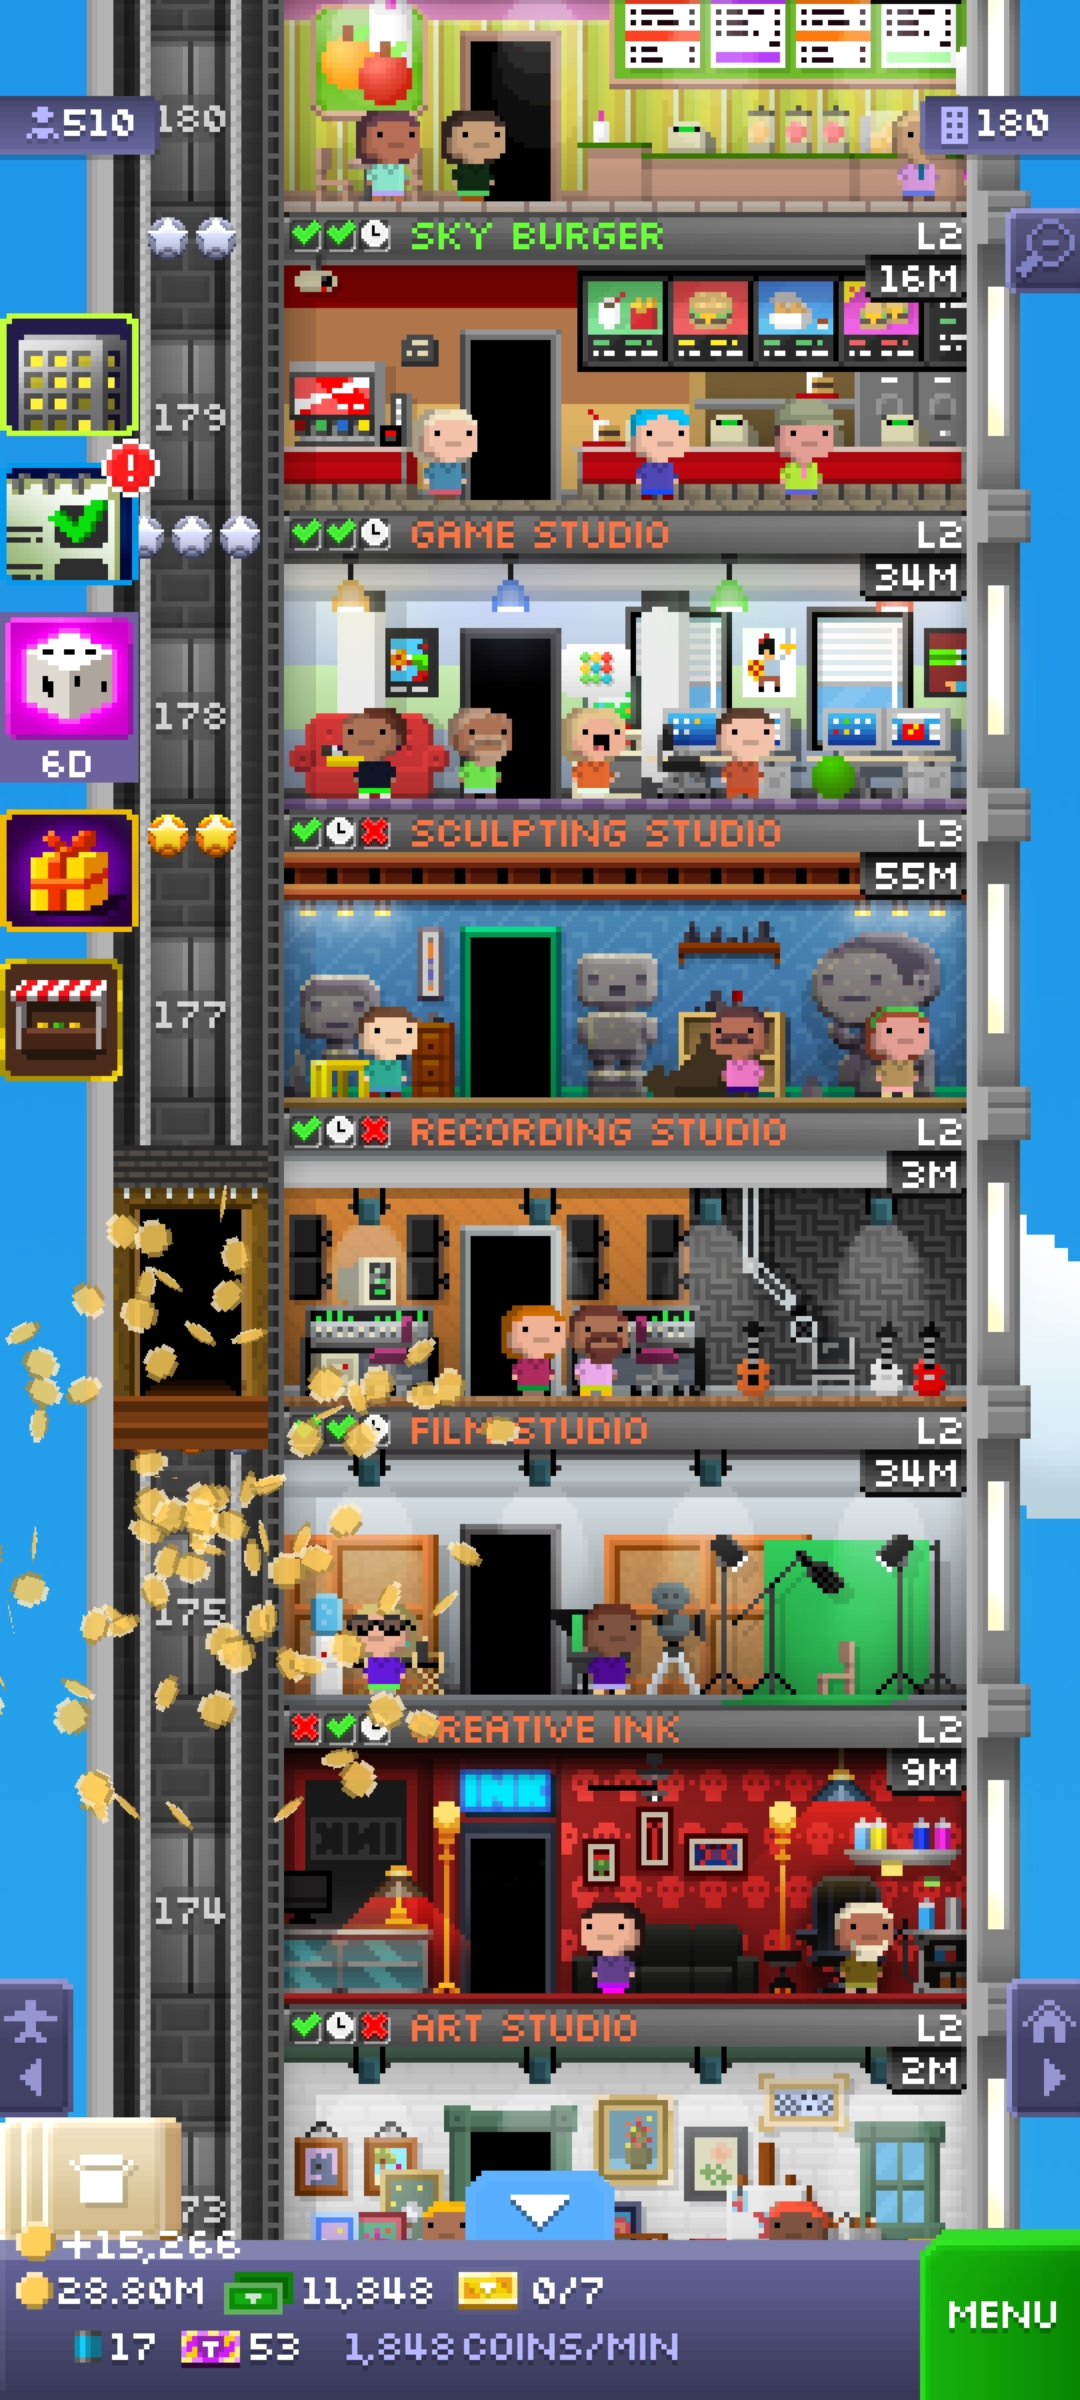 510
180
180
SKY BURGER L2
16M
179
GAME STUDIO L2
34M
178
6D
SCULPTING STUDIO L3
55M
177
RECORDING STUDIO L2
3M
FILM STUDIO L2
34M
175
CREATIVE INK L2
9M
INK
174
ART STUDIO L2
2M
73
+15,266
28.80M 11,848 0/7
MENU
17 53 1,848 COINS/MIN